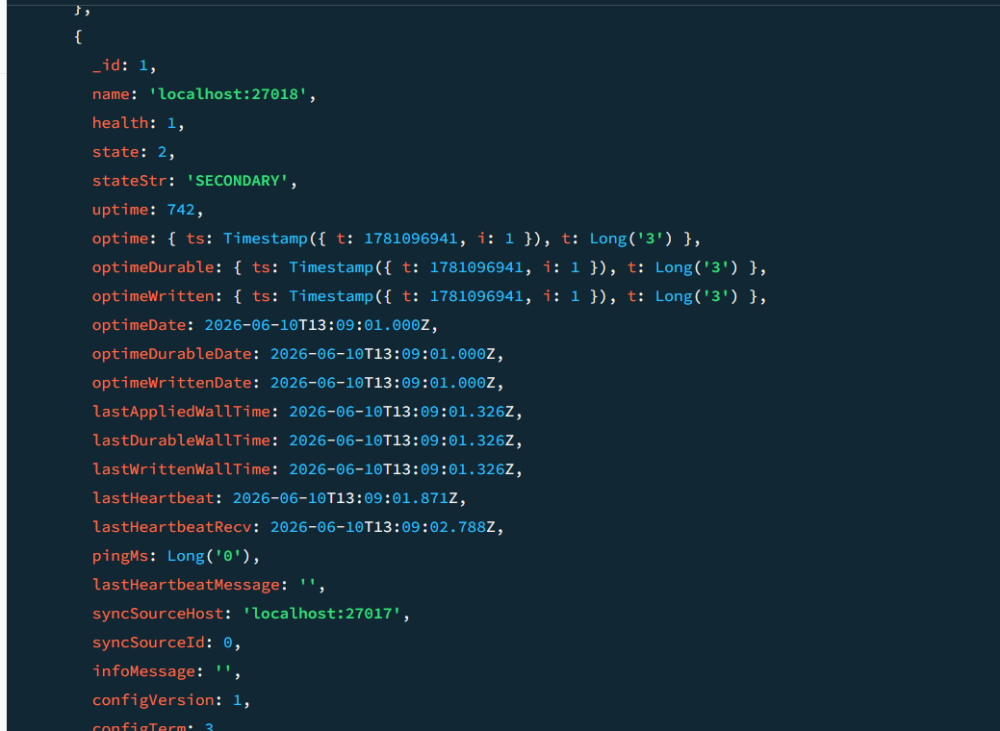 },
{
_id: 1,
name: 'localhost:27018',
health: 1,
state: 2,
stateStr: 'SECONDARY',
uptime: 742,
optime: { ts: Timestamp({ t: 1781096941, i: 1 }), t: Long('3') },
optimeDurable: { ts: Timestamp({ t: 1781096941, i: 1 }), t: Long('3') },
optimeWritten: { ts: Timestamp({ t: 1781096941, i: 1 }), t: Long('3') },
optimeDate: 2026-06-10T13:09:01.000Z,
optimeDurableDate: 2026-06-10T13:09:01.000Z,
optimeWrittenDate: 2026-06-10T13:09:01.000Z,
lastAppliedWallTime: 2026-06-10T13:09:01.326Z,
lastDurableWallTime: 2026-06-10T13:09:01.326Z,
lastWrittenWallTime: 2026-06-10T13:09:01.326Z,
lastHeartbeat: 2026-06-10T13:09:01.871Z,
lastHeartbeatRecv: 2026-06-10T13:09:02.788Z,
pingMs: Long('0'),
lastHeartbeatMessage: '',
syncSourceHost: 'localhost:27017',
syncSourceId: 0,
infoMessage: '',
configVersion: 1,
configTerm: 3